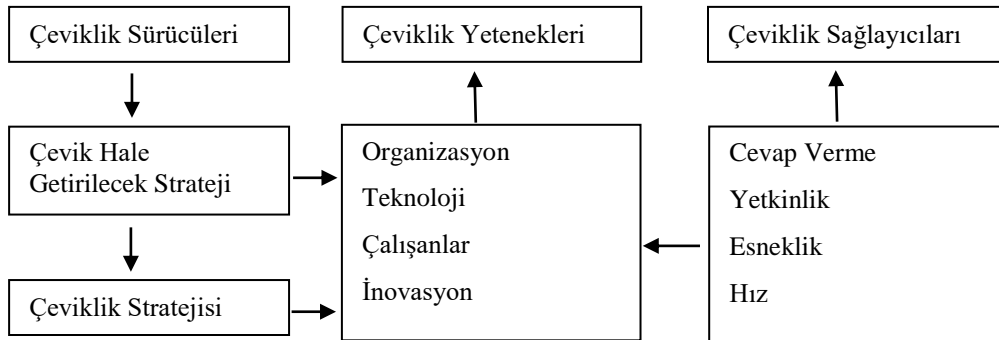 Çeviklik Sürücüleri
Çeviklik Yetenekleri
Çeviklik Sağlayıcıları
Çevik Hale
Getirilecek Strateji
Çeviklik Stratejisi
Organizasyon
Teknoloji
Çalışanlar
İnovasyon
Cevap Verme
Yetkinlik
Esneklik
Hız